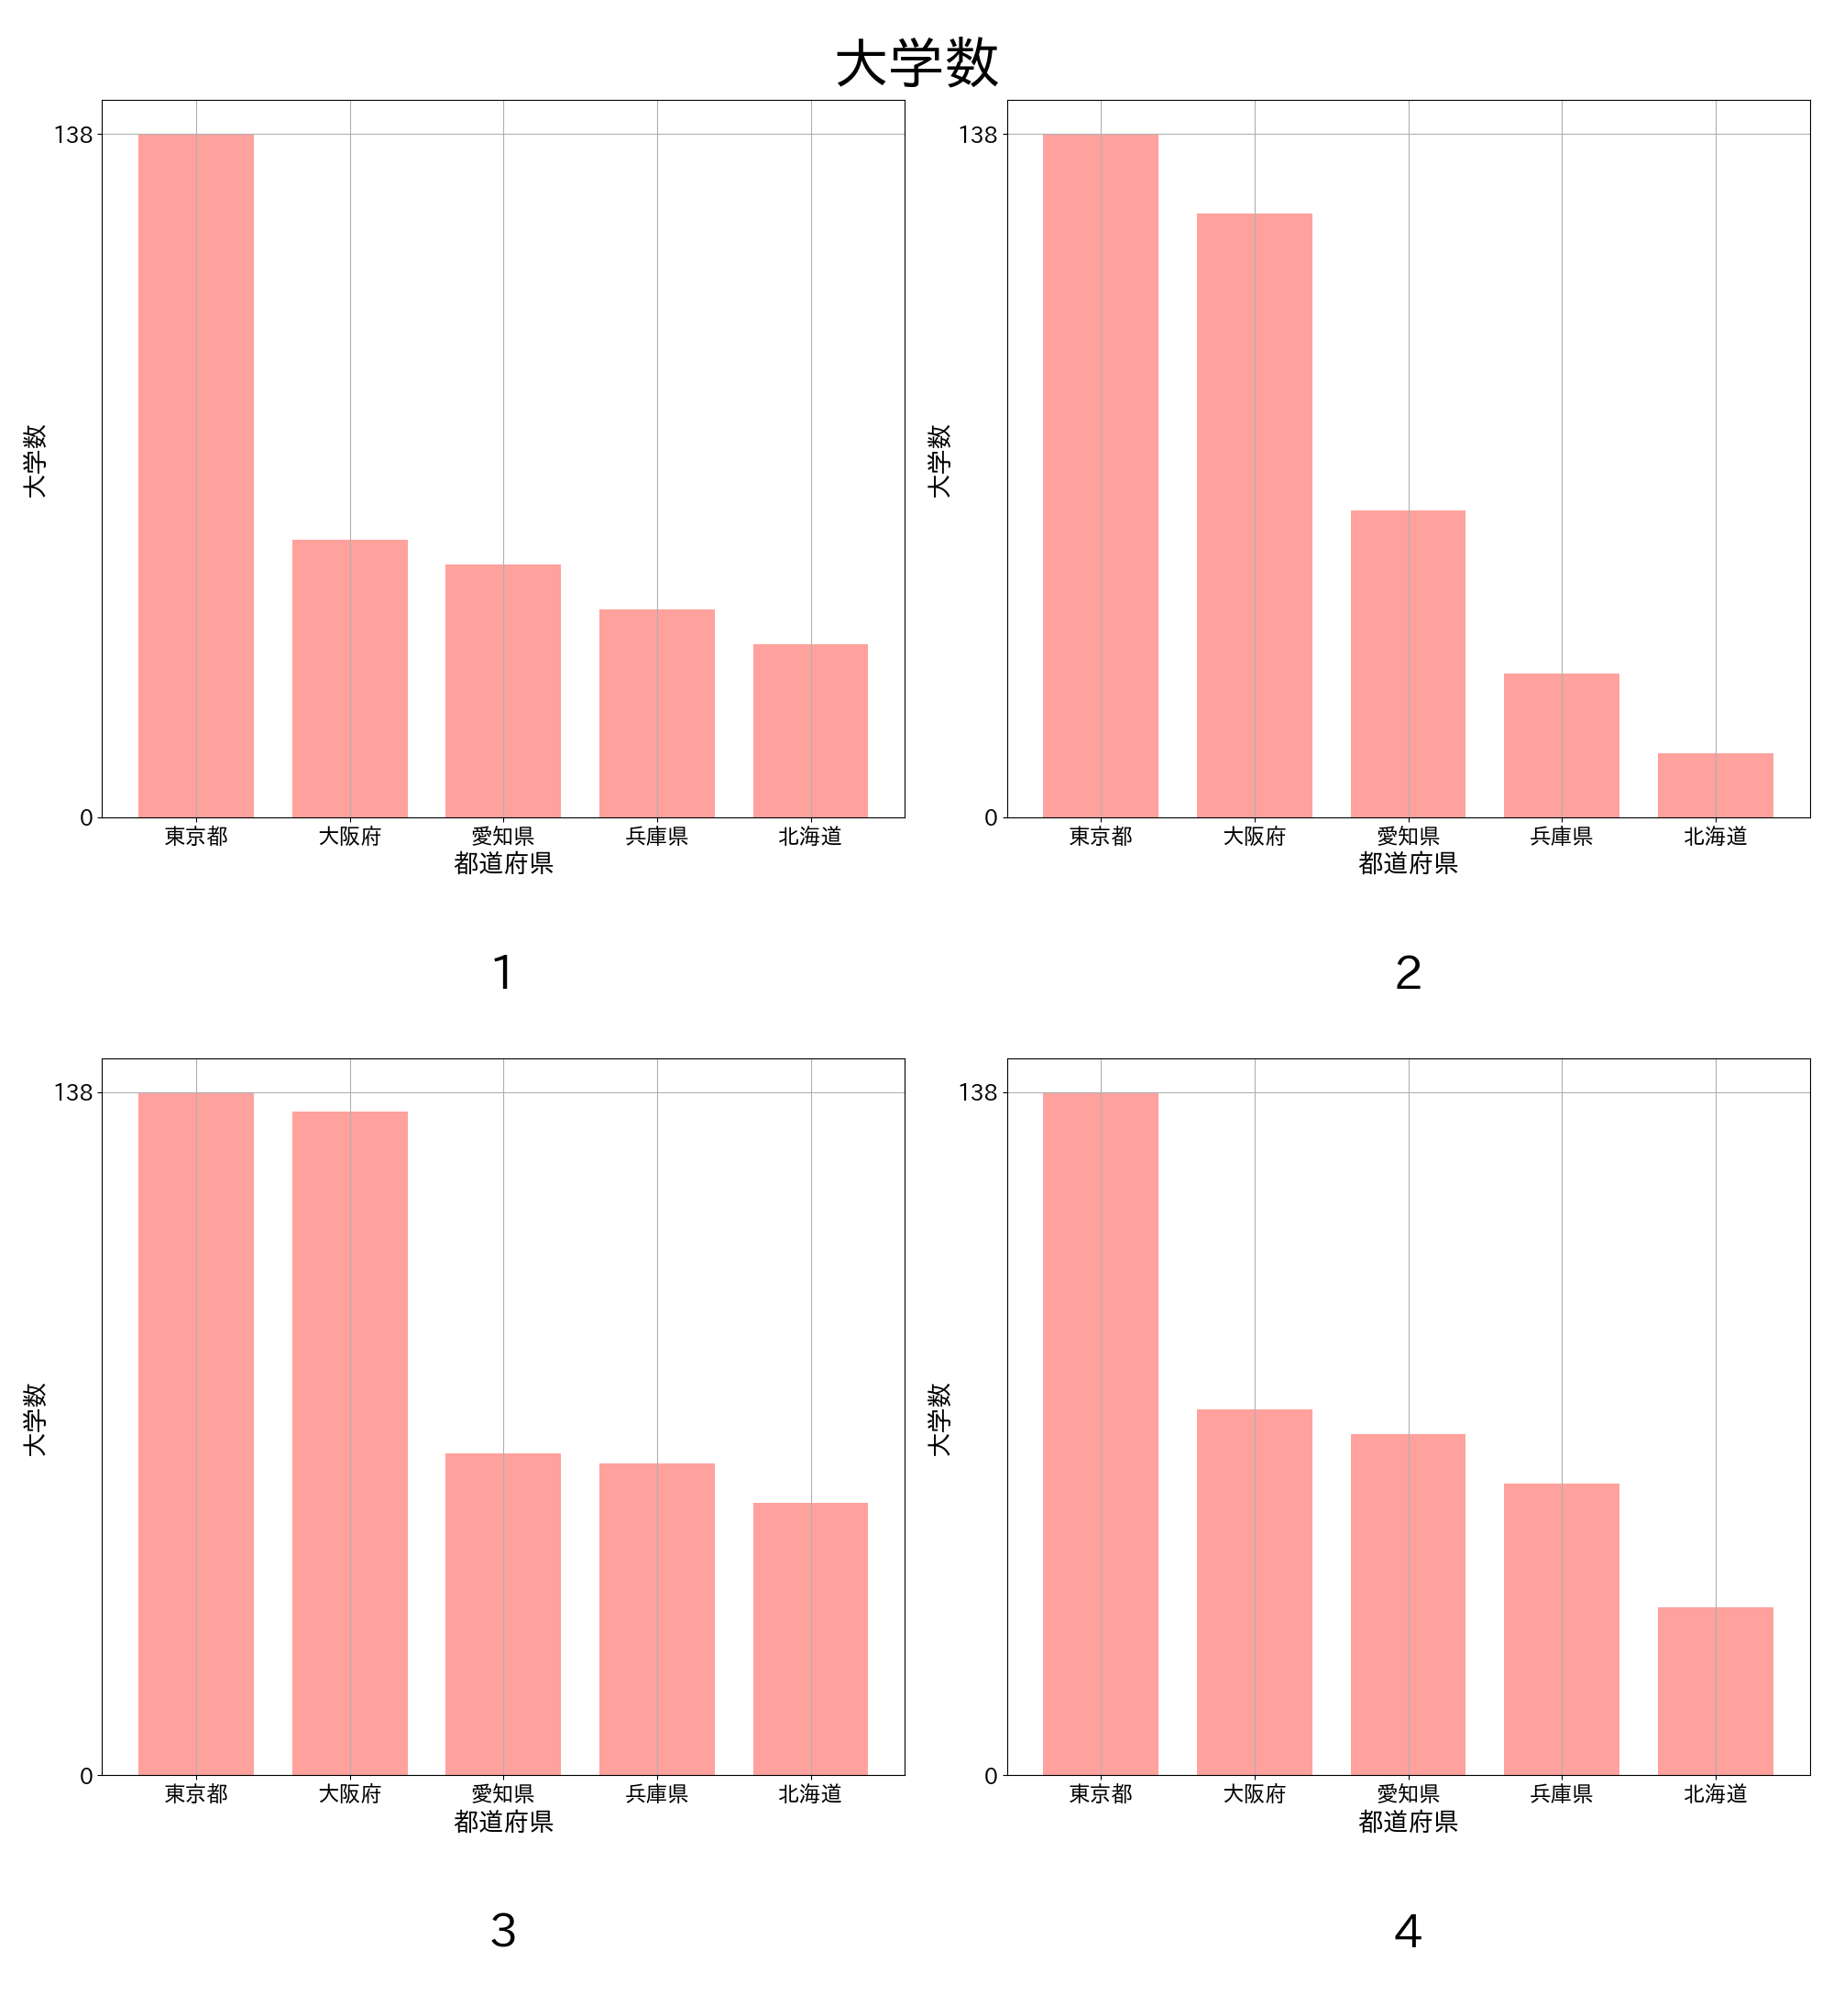 大学数
138
0
大学数
東京都 大阪府 愛知県 兵庫県 北海道
都道府県
1
138
0
大学数
東京都 大阪府 愛知県 兵庫県 北海道
都道府県
2
138
0
大学数
東京都 大阪府 愛知県 兵庫県 北海道
都道府県
3
138
0
大学数
東京都 大阪府 愛知県 兵庫県 北海道
都道府県
4